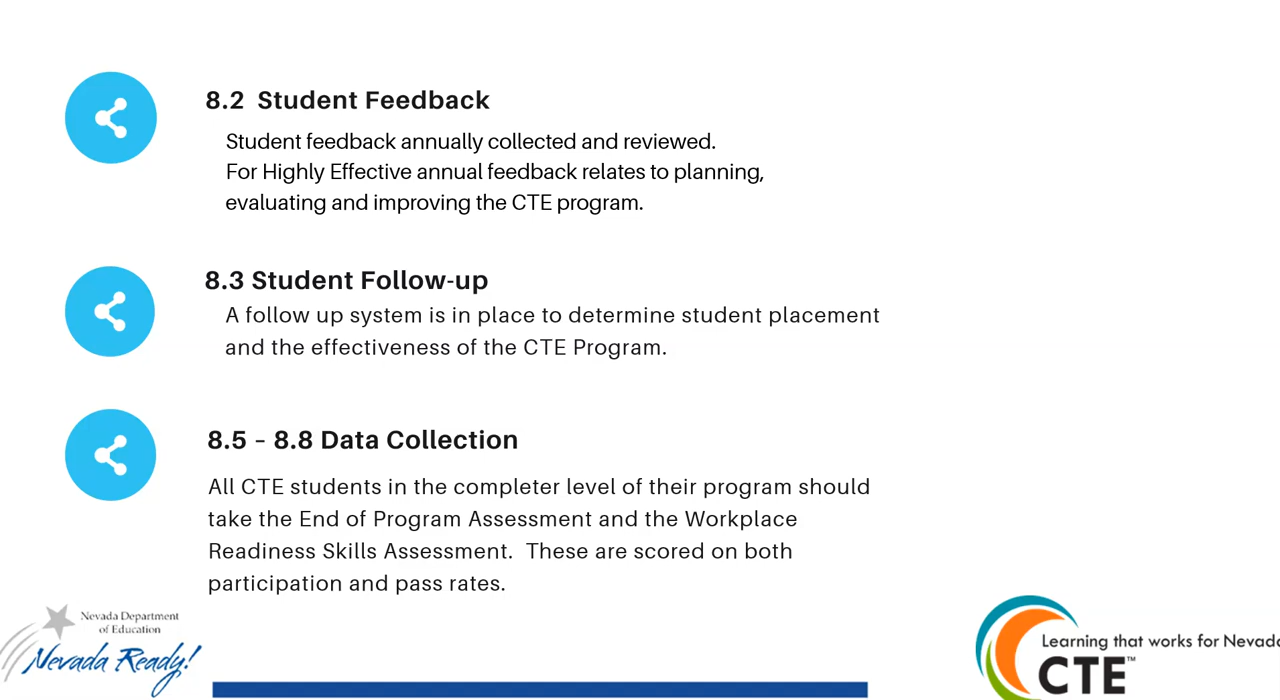 8.2 Student Feedback
Student feedback annually collected and reviewed.
For Highly Effective annual feedback relates to planning,
evaluating and improving the CTE program.
8.3 Student Follow-up
A follow up system is in place to determine student placement
and the effectiveness of the CTE Program.
8.5 – 8.8 Data Collection
All CTE students in the completer level of their program should
take the End of Program Assessment and the Workplace
Readiness Skills Assessment. These are scored on both
participation and pass rates.
Nevada Department
of Education
Nevada Ready!
Learning that works for Nevada
CTE™